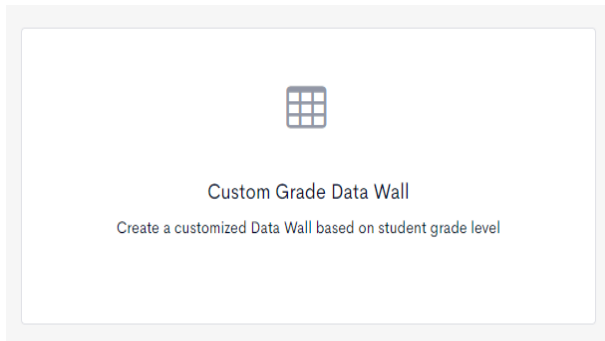 Custom Grade Data Wall
Create a customized Data Wall based on student grade level